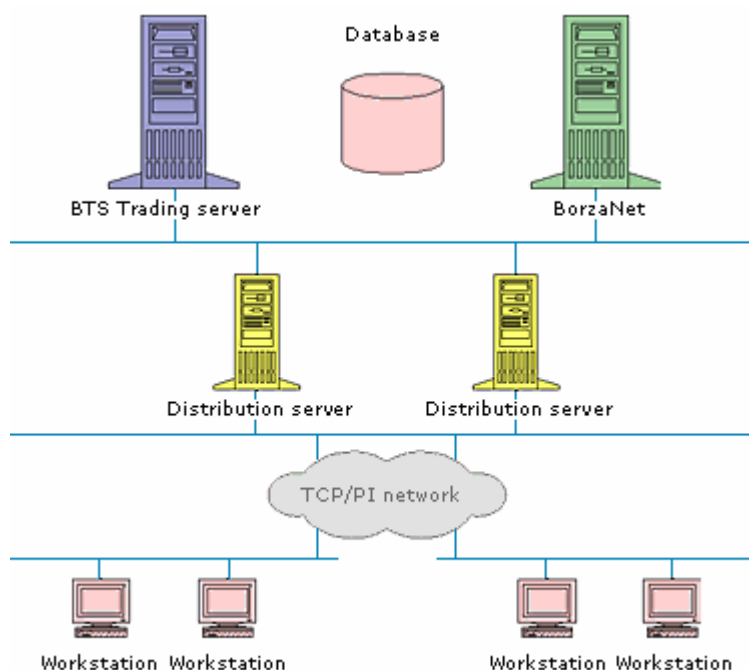 Database
BTS Trading server
BorzaNet
Distribution server
Distribution server
TCP/PI network
Workstation
Workstation
Workstation
Workstation